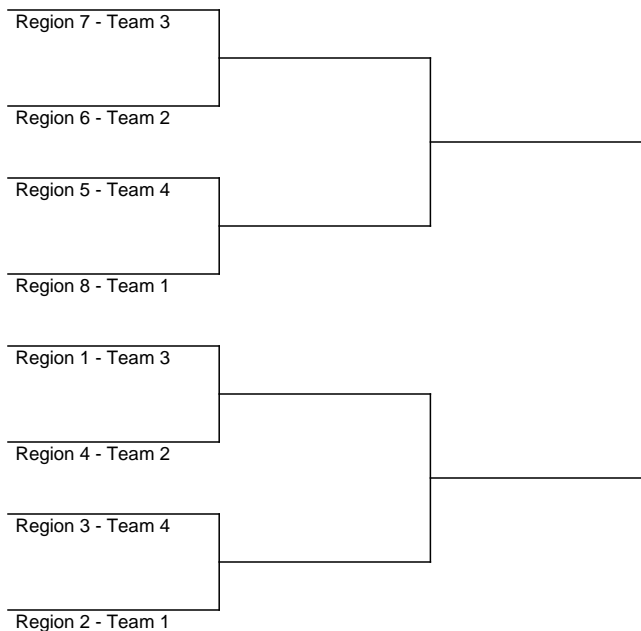 Region 7 - Team 3
Region 6 - Team 2
Region 5 - Team 4
Region 8 - Team 1
Region 1 - Team 3
Region 4 - Team 2
Region 3 - Team 4
Region 2 - Team 1